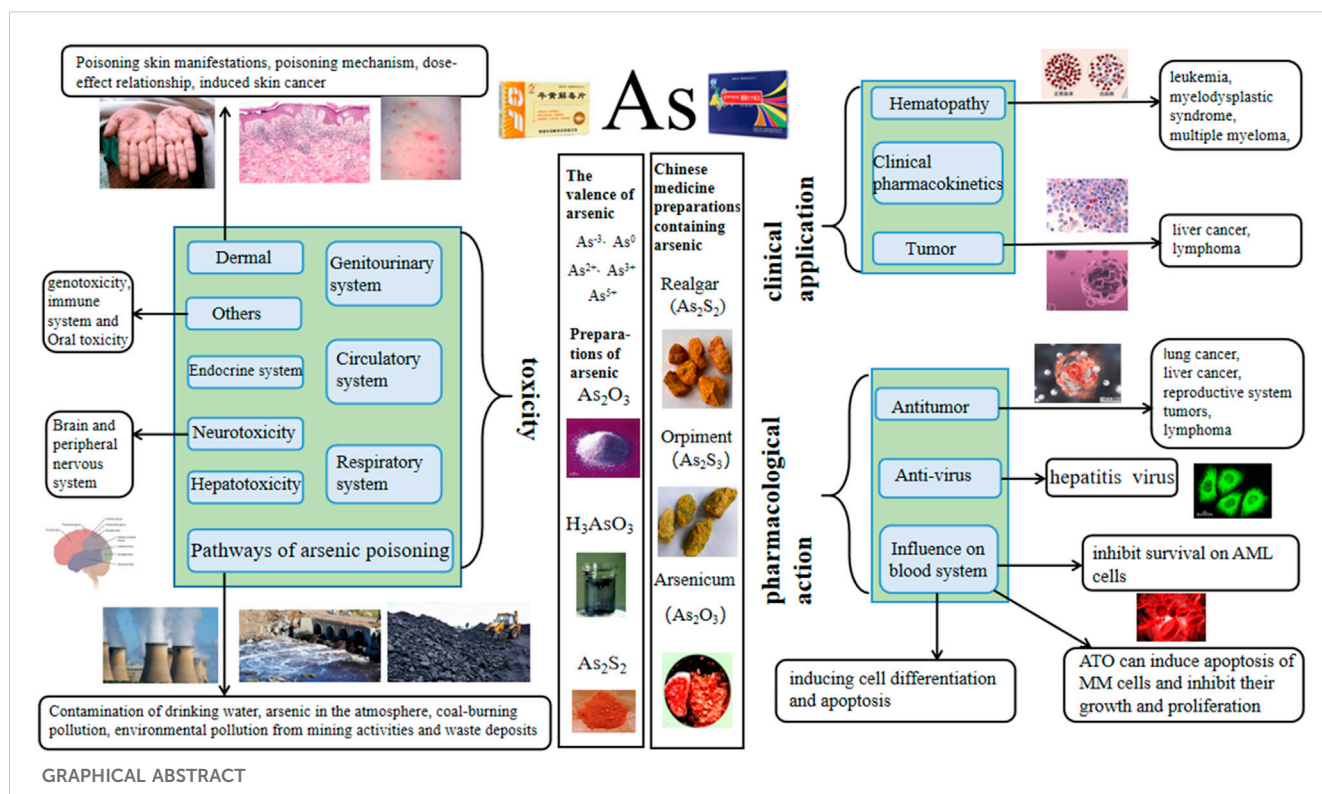 Poisoning skin manifestations, poisoning mechanism, dose-
effect relationship, induced skin cancer
Dermal
Genitourinary
system
Others
genotoxicity,
immune
system and
Oral toxicity
Endocrine system
Circulatory
system
Neurotoxicity
Brain and
peripheral
nervous
system
Hepatotoxicity
Respiratory
system
Pathways of arsenic poisoning
Contamination of drinking water, arsenic in the atmosphere, coal-burning
pollution, environmental pollution from mining activities and waste deposits
toxicity
牛黄解毒片
As
The
valence of
arsenic
As⁻³、As⁰
As²⁺、As³⁺
As⁵⁺
Prepara-
tions of
arsenic
As₂O₃
H₃AsO₃
As₂S₂
Chinese
medicine
preparations
containing
arsenic
Realgar
(As₂S₂)
Orpiment
(As₂S₃)
Arsenicum
(As₂O₃)
clinical
application
Hematopathy
leukemia,
myelodysplastic
syndrome,
multiple myeloma,
Clinical
pharmacokinetics
Tumor
liver cancer,
lymphoma
pharmacological
action
Antitumor
lung cancer,
liver cancer,
reproductive system
tumors,
lymphoma
Anti-virus
hepatitis virus
Influence on
blood system
inhibit survival on AML
cells
inducing cell differentiation
and apoptosis
ATO can induce apoptosis of
MM cells and inhibit their
growth and proliferation
GRAPHICAL ABSTRACT